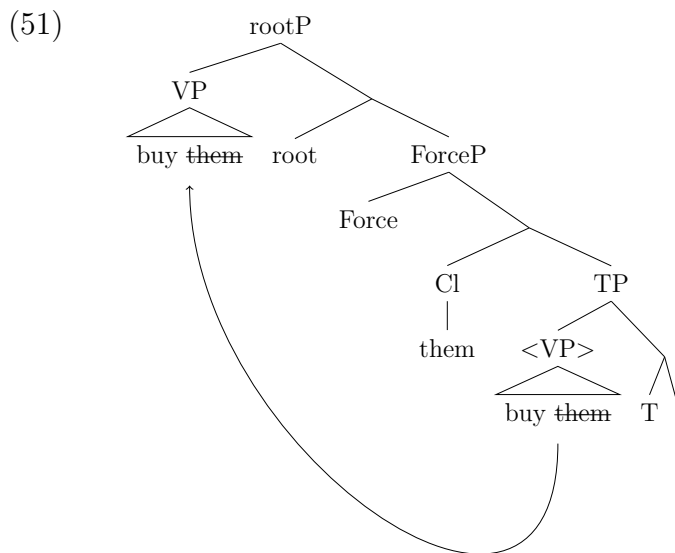 (51)
rootP
VP
buy ~~them~~ root ForceP
Force
Cl TP
them <VP>
buy ~~them~~ T